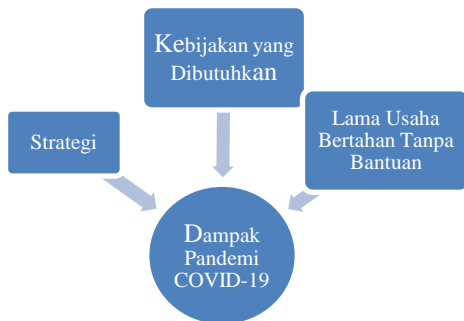 Kebijakan yang
Dibutuhkan
Strategi
Lama Usaha
Bertahan Tanpa
Bantuan
Dampak
Pandemi
COVID-19